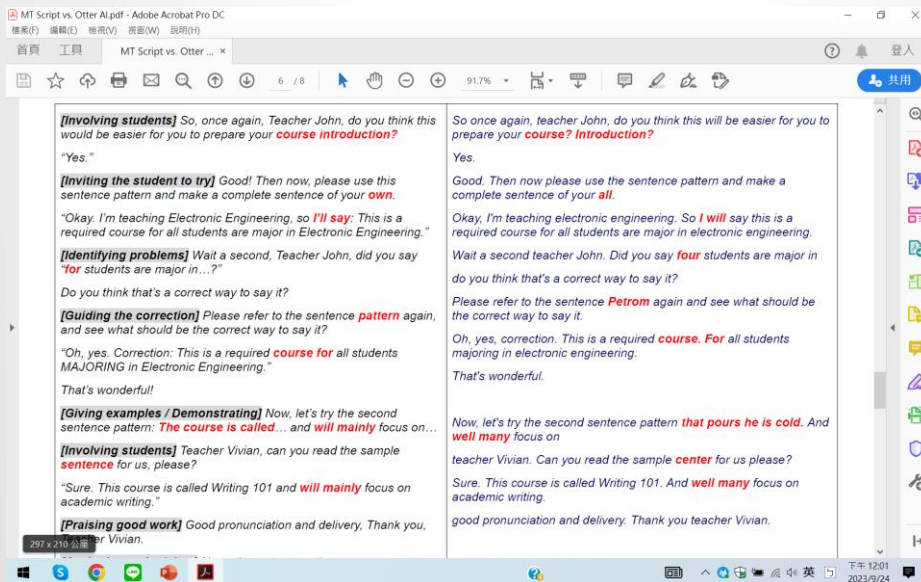 MT Script vs. Otter AI.pdf - Adobe Acrobat Pro DC
檔案(F) 編輯(E) 檢視(V) 視窗(W) 說明(H)
首頁 工具 MT Script vs. Otter ... × 登入
6 / 8 91.7% 共用
[Involving students] So, once again, Teacher John, do you think this
would be easier for you to prepare your course introduction?
“Yes.”
[Inviting the student to try] Good! Then now, please use this
sentence pattern and make a complete sentence of your own.
“Okay. I’m teaching Electronic Engineering, so I’ll say: This is a
required course for all students are major in Electronic Engineering.”
[Identifying problems] Wait a second, Teacher John, did you say
“for students are major in…?”
Do you think that’s a correct way to say it?
[Guiding the correction] Please refer to the sentence pattern again,
and see what should be the correct way to say it?
“Oh, yes. Correction: This is a required course for all students
MAJORING in Electronic Engineering.”
That’s wonderful!
[Giving examples / Demonstrating] Now, let’s try the second
sentence pattern: The course is called… and will mainly focus on…
[Involving students] Teacher Vivian, can you read the sample
sentence for us, please?
“Sure. This course is called Writing 101 and will mainly focus on
academic writing.”
[Praising good work] Good pronunciation and delivery, Thank you,
Teacher Vivian.
So once again, teacher John, do you think this will be easier for you to
prepare your course? Introduction?
Yes.
Good. Then now please use the sentence pattern and make a
complete sentence of your all.
Okay, I'm teaching electronic engineering. So I will say this is a
required course for all students are major in electronic engineering.
Wait a second teacher John. Did you say four students are major in
do you think that's a correct way to say it?
Please refer to the sentence Petrom again and see what should be
the correct way to say it.
Oh, yes, correction. This is a required course. For all students
majoring in electronic engineering.
That's wonderful.
Now, let's try the second sentence pattern that pours he is cold. And
well many focus on
teacher Vivian. Can you read the sample center for us please?
Sure. This course is called Writing 101. And well many focus on
academic writing.
good pronunciation and delivery. Thank you teacher Vivian.
297 x 210 公釐
英 下午 12:01
2023/9/24